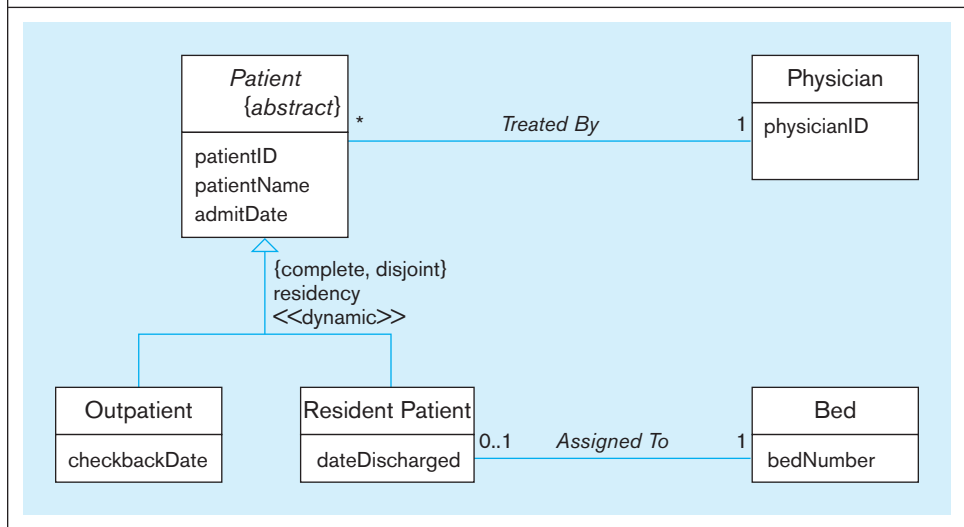 Patient
{abstract}
patientID
patientName
admitDate
* Treated By 1
Physician
physicianID
{complete, disjoint}
residency
<<dynamic>>
Outpatient
checkbackDate
Resident Patient
dateDischarged
0..1 Assigned To 1
Bed
bedNumber